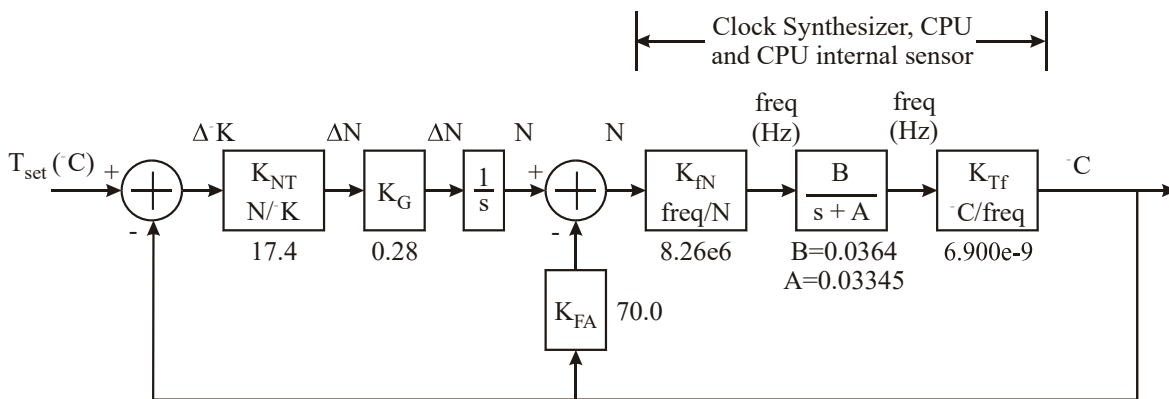 Clock Synthesizer, CPU
and CPU internal sensor
freq
(Hz)
freq
(Hz)
Δ-K
ΔN
ΔN
N
N
T_set (-C)
+
-
K_NT
N/-K
17.4
K_G
0.28
1
s
+
-
K_fN
freq/N
8.26e6
B
s + A
B=0.0364
A=0.03345
K_Tf
-C/freq
6.900e-9
-C
K_FA
70.0